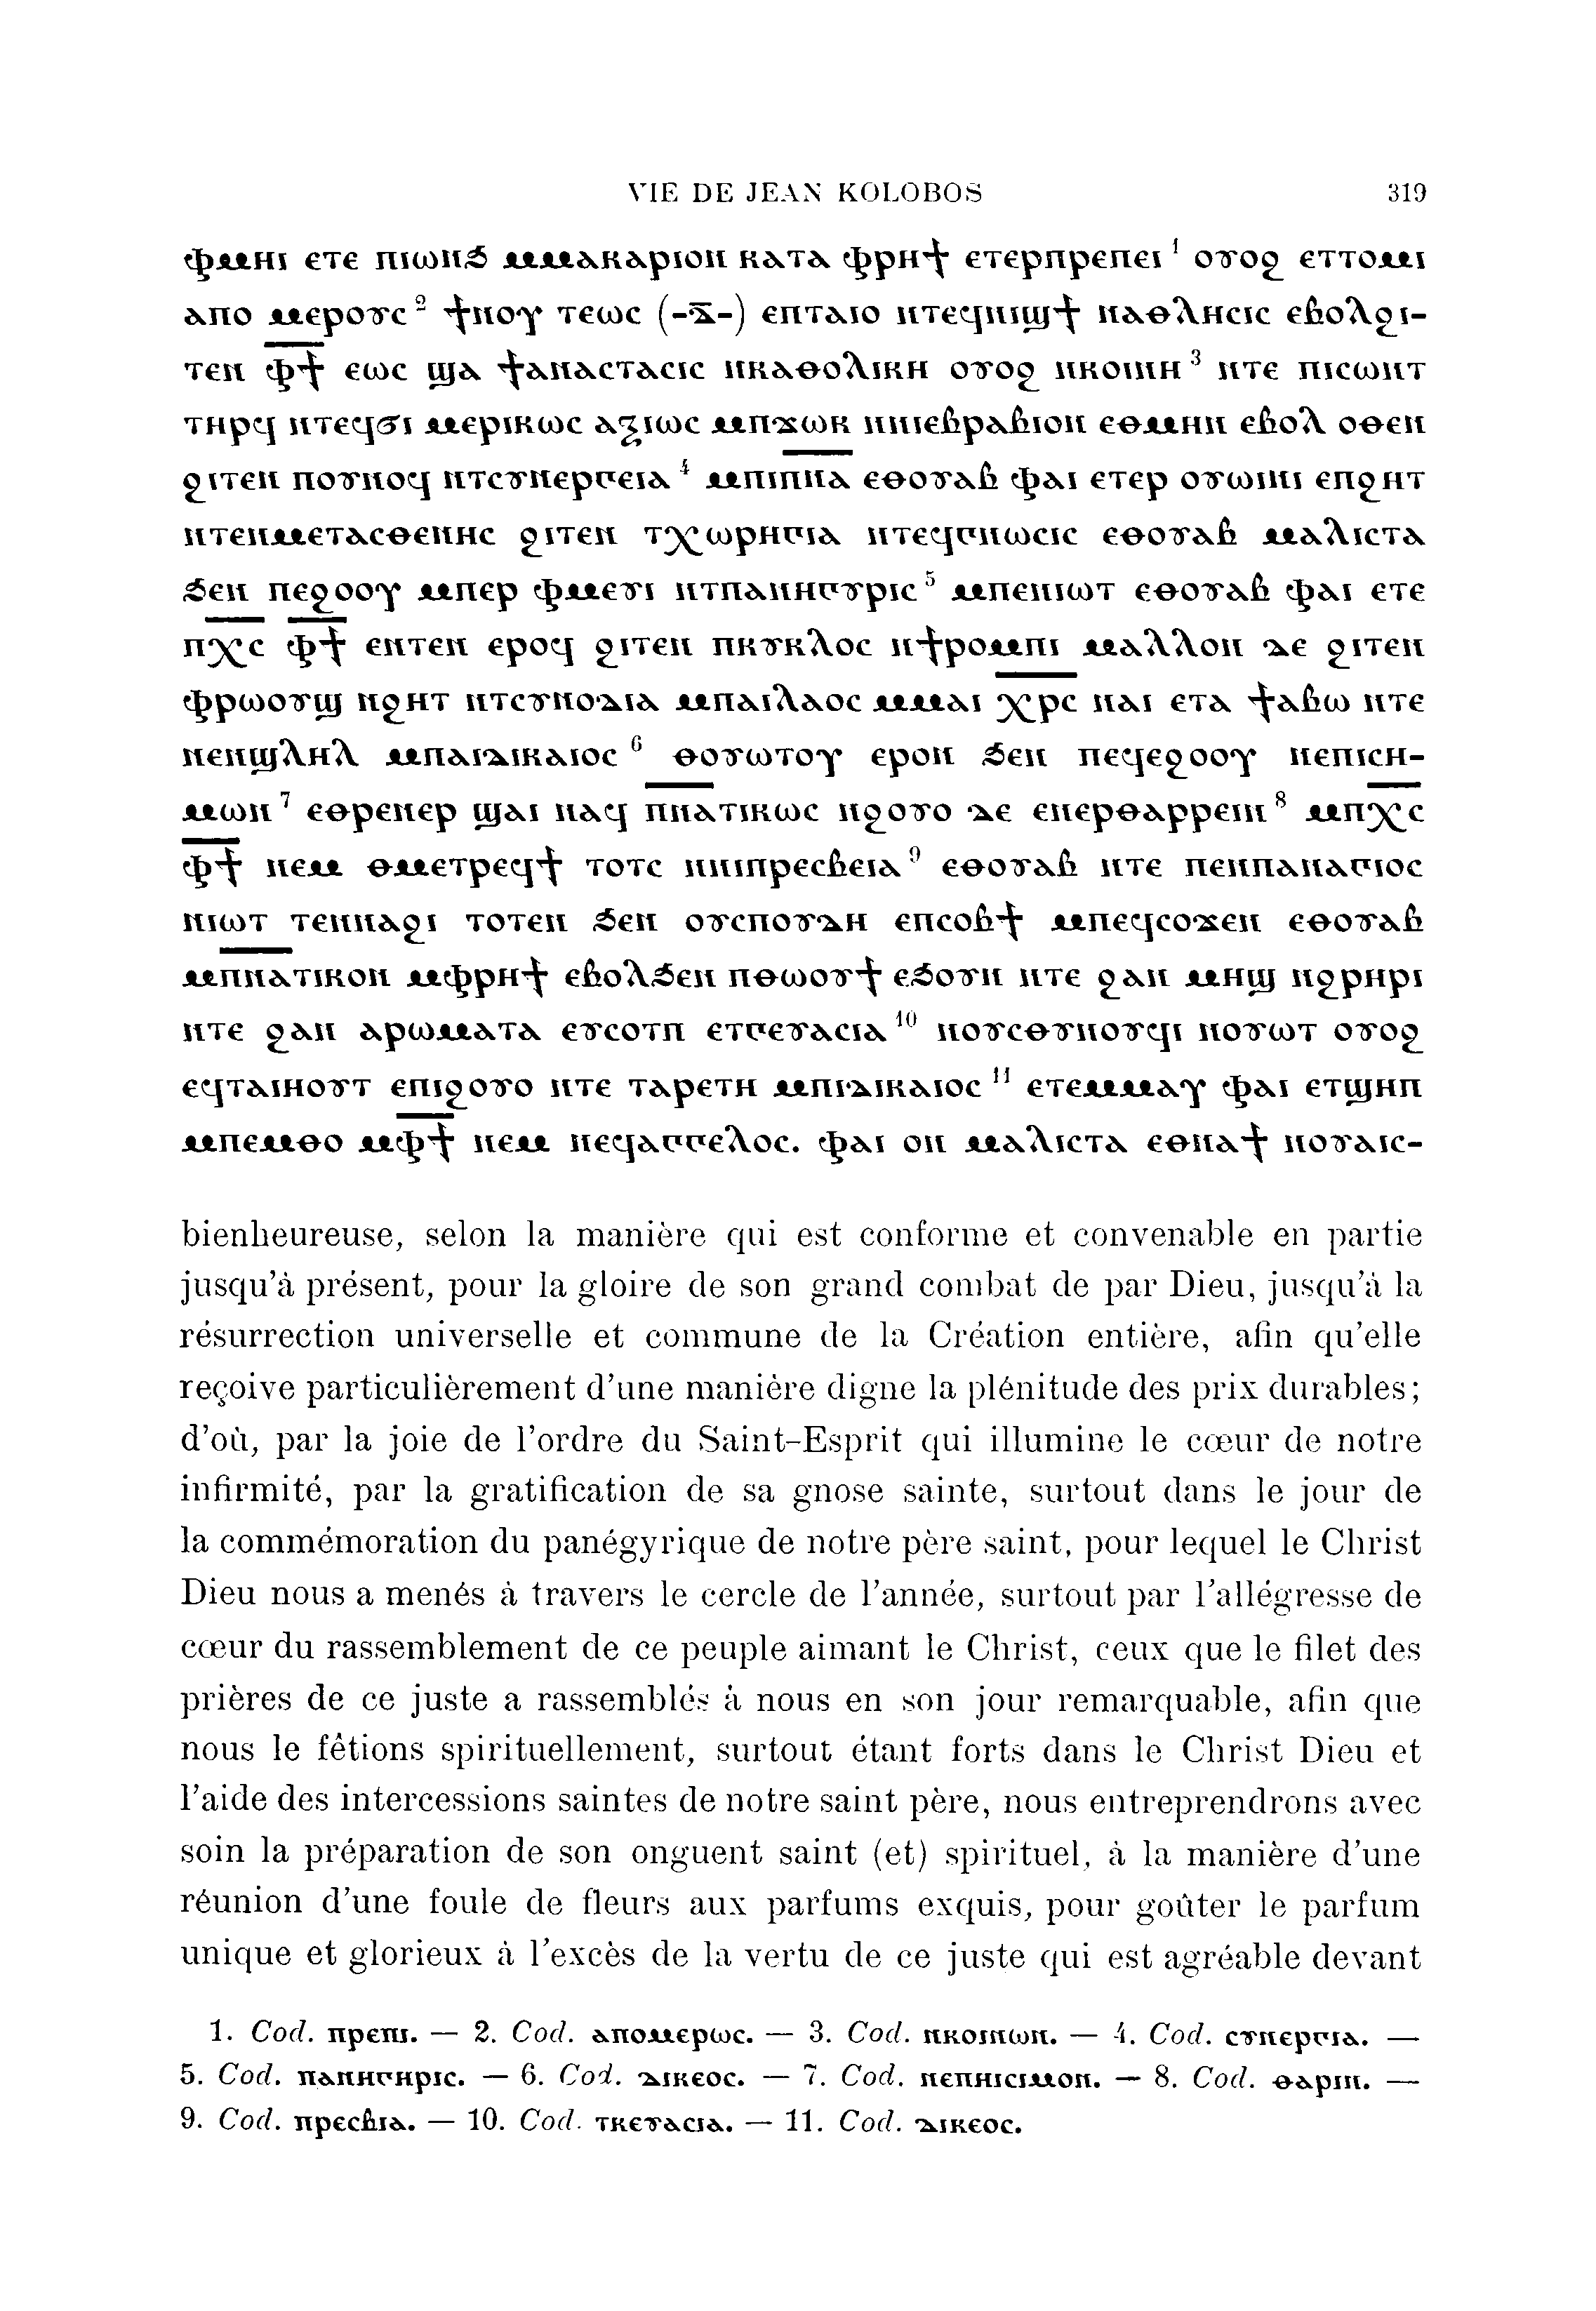 VIE DE JEAN KOLOBOS 319
ⲫⲙⲏⲓ ⲉⲧⲉ ⲡⲓⲱⲛϧ ⲙⲙⲁⲕⲁⲣⲓⲟⲛ ⲕⲁⲧⲁ ⲫⲣⲏϯ ⲉⲧⲉⲣⲡⲣⲉⲡⲉⲓ ¹ ⲟⲩⲟϩ ⲉⲧⲧⲟⲙⲓ
ⲁⲡⲟ ⲙⲉⲣⲟⲩⲥ ² ϯⲛⲟⲩ ⲧⲉⲱⲥ (-ⲇ̅-) ⲉⲡⲧⲁⲓⲟ ⲛⲧⲉϥⲛⲓϣϯ ⲛⲁⲑⲗⲏⲥⲓⲥ ⲉⲃⲟⲗϩⲓ-
ⲧⲉⲛ ⲫ̅ϯ̅ ⲉⲱⲥ ϣⲁ ϯⲁⲛⲁⲥⲧⲁⲥⲓⲥ ⲛⲕⲁⲑⲟⲗⲓⲕⲏ ⲟⲩⲟϩ ⲛⲕⲟⲓⲛⲏ ³ ⲛⲧⲉ ⲡⲓⲥⲱⲛⲧ
ⲧⲏⲣϥ ⲛⲧⲉϥϭⲓ ⲙⲉⲣⲓⲕⲱⲥ ⲁⲝⲓⲱⲥ ⲙⲡϫⲱⲕ ⲛⲛⲓⲉⲃⲣⲁⲃⲓⲟⲛ ⲉⲑⲙⲏⲛ ⲉⲃⲟⲗ ⲟⲑⲉⲛ
ϩⲓⲧⲉⲛ ⲡⲟⲩⲛⲟϥ ⲛⲧⲥⲩⲛⲉⲣⲅⲉⲓⲁ ⁴ ⲙⲡⲓⲡ̅ⲛ̅ⲁ̅ ⲉⲑⲟⲩⲁⲃ ⲫⲁⲓ ⲉⲧⲉⲣ ⲟⲩⲱⲓⲛⲓ ⲉⲡϩⲏⲧ
ⲛⲧⲉⲛⲙⲉⲧⲁⲥⲑⲉⲛⲏⲥ ϩⲓⲧⲉⲛ ⲧⲭⲱⲣⲏⲅⲓⲁ ⲛⲧⲉϥⲅⲛⲱⲥⲓⲥ ⲉⲑⲟⲩⲁⲃ ⲙⲁⲗⲓⲥⲧⲁ
ϧⲉⲛ ⲡⲉϩⲟⲟⲩ ⲙⲡⲉⲣ ⲫⲙⲉⲩⲓ ⲛⲧⲡⲁⲛⲏⲅⲩⲣⲓⲥ ⁵ ⲙⲡⲉⲛⲓⲱⲧ ⲉⲑⲟⲩⲁⲃ ⲫⲁⲓ ⲉⲧⲉ
ⲡⲭ̅ⲥ̅ ⲫ̅ϯ̅ ⲉⲛⲧⲉⲛ ⲉⲣⲟϥ ϩⲓⲧⲉⲛ ⲡⲕⲩⲕⲗⲟⲥ ⲛϯⲣⲟⲙⲡⲓ ⲙⲁⲗⲗⲟⲛ ⲇⲉ ϩⲓⲧⲉⲛ
ⲫⲣⲱⲟⲩϣ ⲛϩⲏⲧ ⲛⲧⲥⲩⲛⲟⲇⲓⲁ ⲙⲡⲁⲓⲗⲁⲟⲥ ⲙⲙⲁⲓ ⲭ̅ⲣ̅ⲥ̅ ⲛⲁⲓ ⲉⲧⲁ ϯⲁⲃⲱ ⲛⲧⲉ
ⲛⲉⲛϣⲗⲏⲗ ⲙⲡⲁⲓⲇⲓⲕⲁⲓⲟⲥ ⁶ ⲑⲟⲩⲱⲧⲟⲩ ⲉⲣⲟⲛ ϧⲉⲛ ⲡⲉϥⲉϩⲟⲟⲩ ⲛⲉⲡⲓⲥⲏ-
ⲙⲱⲛ ⁷ ⲉⲑⲣⲉⲛⲉⲣ ϣⲁⲓ ⲛⲁϥ ⲡ̅ⲛ̅ⲁ̅ⲧⲓⲕⲱⲥ ⲛϩⲟⲩⲟ ⲇⲉ ⲉⲛⲉⲣⲑⲁⲣⲣⲉⲓⲛ ⁸ ⲙⲡⲭ̅ⲥ̅
ⲫ̅ϯ̅ ⲛⲉⲙ ⲑⲙⲉⲧⲣⲉϥϯ ⲧⲟⲧⲥ ⲛⲛⲓⲡⲣⲉⲥⲃⲉⲓⲁ ⁹ ⲉⲑⲟⲩⲁⲃ ⲛⲧⲉ ⲡⲉⲛⲡⲁⲛⲁⲅⲓⲟⲥ
ⲛⲓⲱⲧ ⲧⲉⲛⲛⲁϩⲓ ⲧⲟⲧⲉⲛ ϧⲉⲛ ⲟⲩⲥⲡⲟⲩⲇⲏ ⲉⲡⲥⲟⲃϯ ⲙⲡⲉϥⲥⲟϫⲉⲛ ⲉⲑⲟⲩⲁⲃ
ⲙⲡ̅ⲛ̅ⲁ̅ⲧⲓⲕⲟⲛ ⲙⲫⲣⲏϯ ⲉⲃⲟⲗϧⲉⲛ ⲡⲑⲱⲟⲩϯ ⲉϧⲟⲩⲛ ⲛⲧⲉ ϩⲁⲛ ⲙⲏϣ ⲛϩⲣⲏⲣⲓ
ⲛⲧⲉ ϩⲁⲛ ⲁⲣⲱⲙⲁⲧⲁ ⲉⲩⲥⲟⲧⲡ ⲉⲧⲅⲉⲩⲁⲥⲓⲁ ¹⁰ ⲛⲟⲩⲥⲑⲩⲛⲟⲩϥⲓ ⲛⲟⲩⲱⲧ ⲟⲩⲟϩ
ⲉϥⲧⲁⲓⲏⲟⲩⲧ ⲉⲡⲓϩⲟⲩⲟ ⲛⲧⲉ ⲧⲁⲣⲉⲧⲏ ⲙⲡⲓⲇⲓⲕⲁⲓⲟⲥ ¹¹ ⲉⲧⲉⲙⲙⲁⲩ ⲫⲁⲓ ⲉⲧϣⲏⲡ
ⲙⲡⲉⲙⲑⲟ ⲙⲫ̅ϯ̅ ⲛⲉⲙ ⲛⲉϥⲁⲅⲅⲉⲗⲟⲥ. ⲫⲁⲓ ⲟⲛ ⲙⲁⲗⲓⲥⲧⲁ ⲉⲑⲛⲁϯ ⲛⲟⲩⲁⲓⲥ-
bienheureuse, selon la manière qui est conforme et convenable en partie
jusqu'à présent, pour la gloire de son grand combat de par Dieu, jusqu'à la
résurrection universelle et commune de la Création entière, afin qu'elle
reçoive particulièrement d'une manière digne la plénitude des prix durables;
d'où, par la joie de l'ordre du Saint-Esprit qui illumine le cœur de notre
infirmité, par la gratification de sa gnose sainte, surtout dans le jour de
la commémoration du panégyrique de notre père saint, pour lequel le Christ
Dieu nous a menés à travers le cercle de l'année, surtout par l'allégresse de
cœur du rassemblement de ce peuple aimant le Christ, ceux que le filet des
prières de ce juste a rassemblés à nous en son jour remarquable, afin que
nous le fêtions spirituellement, surtout étant forts dans le Christ Dieu et
l'aide des intercessions saintes de notre saint père, nous entreprendrons avec
soin la préparation de son onguent saint (et) spirituel, à la manière d'une
réunion d'une foule de fleurs aux parfums exquis, pour goûter le parfum
unique et glorieux à l'excès de la vertu de ce juste qui est agréable devant
1. Cod. ⲡⲣⲉⲡⲓ. — 2. Cod. ⲁⲡⲟⲙⲉⲣⲱⲥ. — 3. Cod. ⲛⲕⲟⲓⲛⲱⲛ. — 4. Cod. ⲥⲩⲛⲉⲣⲅⲓⲁ. —
5. Cod. ⲡⲁⲛⲏⲅⲏⲣⲓⲥ. — 6. Cod. ⲇⲓⲕⲉⲟⲥ. — 7. Cod. ⲛⲉⲡⲏⲥⲓⲙⲟⲛ. — 8. Cod. ⲑⲁⲣⲓⲛ. —
9. Cod. ⲡⲣⲉⲥⲃⲓⲁ. — 10. Cod. ⲧⲕⲉⲩⲁⲥⲓⲁ. — 11. Cod. ⲇⲓⲕⲉⲟⲥ.